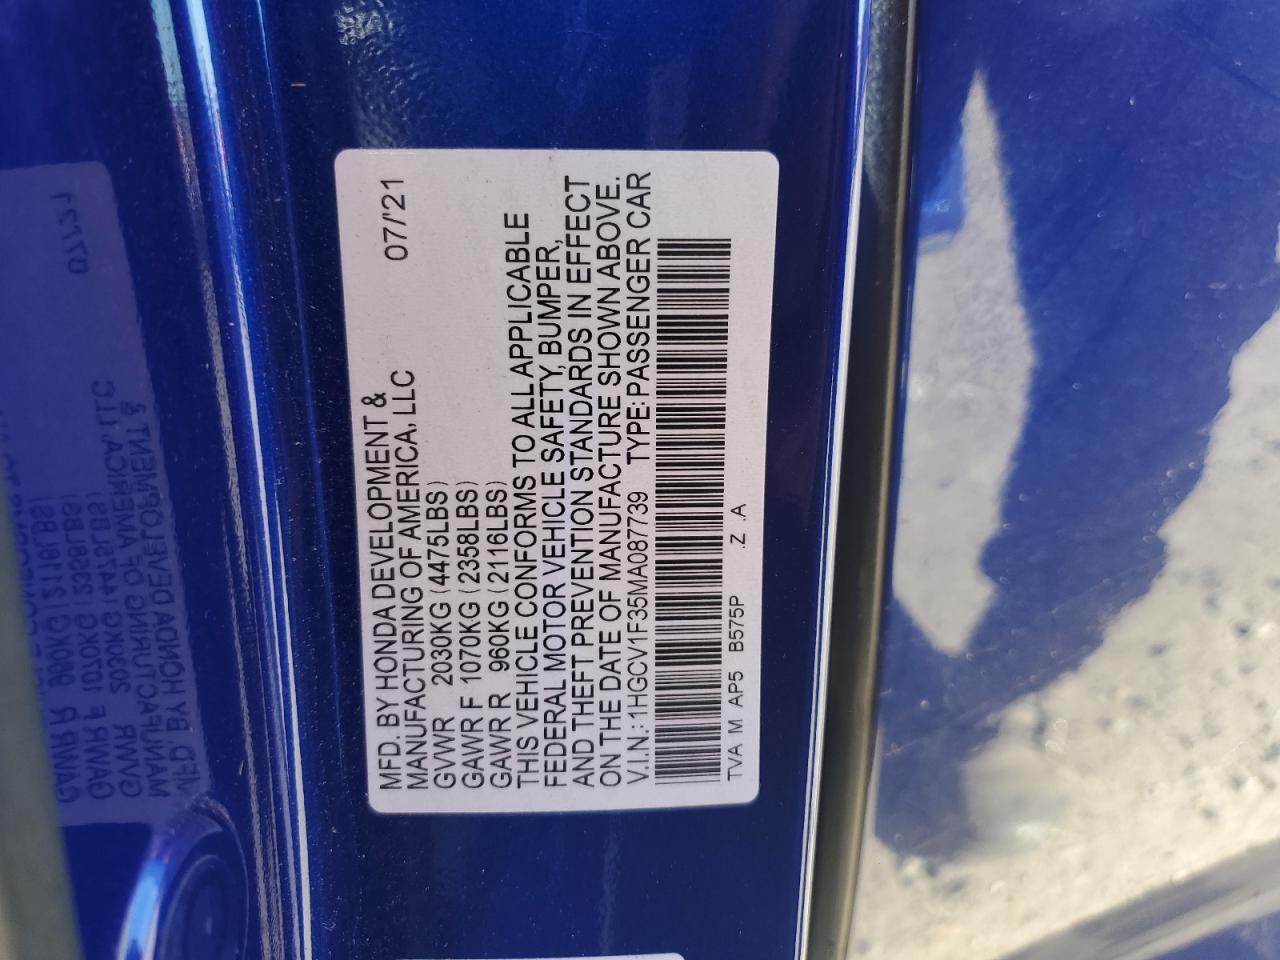 MFD. BY HONDA DEVELOPMENT &
MANUFACTURING OF AMERICA, LLC 07/'21
GVWR 2030KG (4475LBS)
GAWR F 1070KG (2358LBS)
GAWR R 960KG (2116LBS)
THIS VEHICLE CONFORMS TO ALL APPLICABLE
FEDERAL MOTOR VEHICLE SAFETY, BUMPER,
AND THEFT PREVENTION STANDARDS IN EFFECT
ON THE DATE OF MANUFACTURE SHOWN ABOVE.
V.I.N.:1HGCV1F35MA087739 TYPE:PASSENGER CAR
TVA M AP5 B575P .Z .A